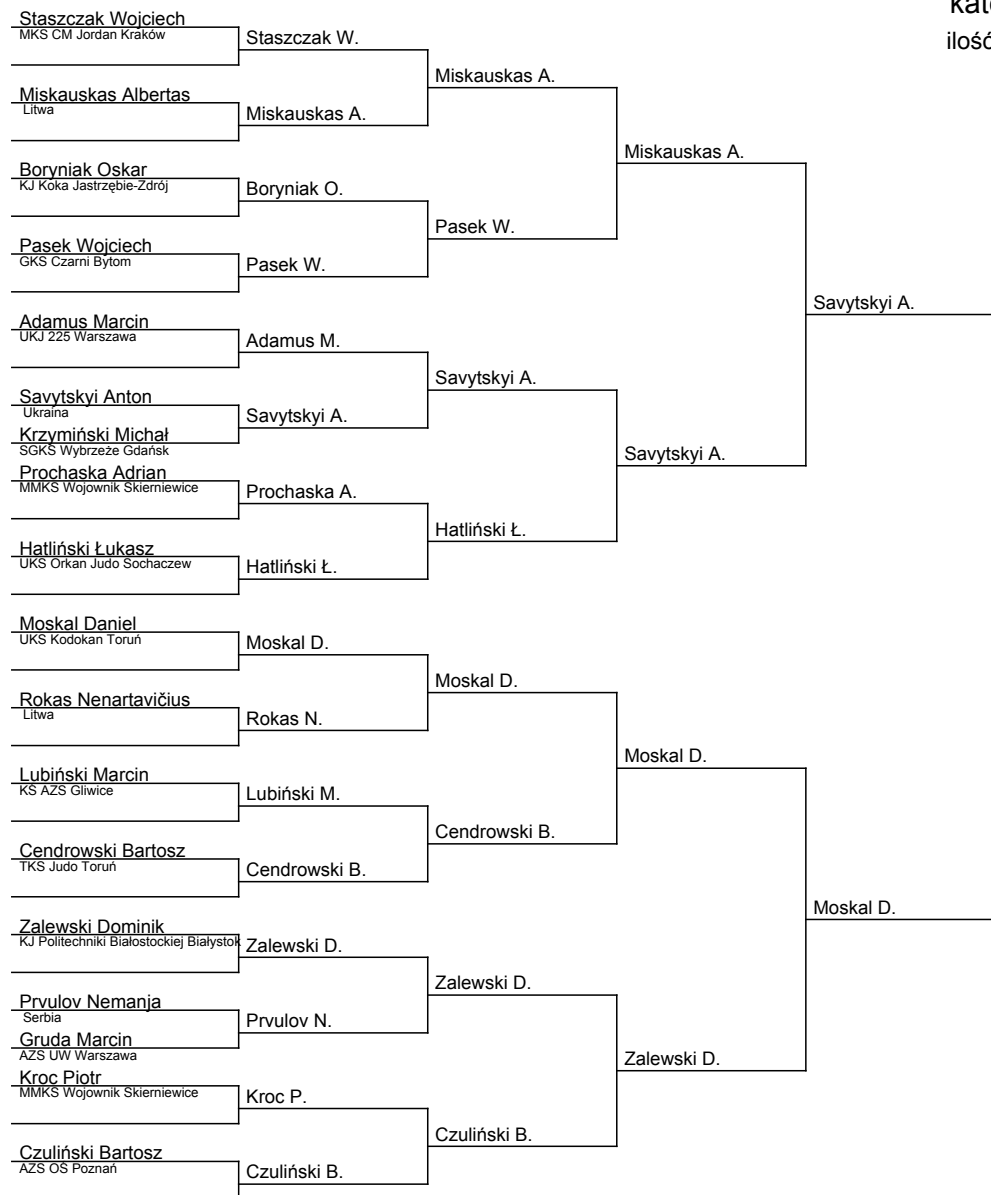 kate
ilość
Staszczak Wojciech
MKS CM Jordan Kraków
Staszczak W.
Miskauskas A.
Miskauskas Albertas
Litwa
Miskauskas A.
Miskauskas A.
Boryniak Oskar
KJ Koka Jastrzębie-Zdrój
Boryniak O.
Pasek W.
Pasek Wojciech
GKS Czarni Bytom
Pasek W.
Savytskyi A.
Adamus Marcin
UKJ 225 Warszawa
Adamus M.
Savytskyi A.
Savytskyi Anton
Ukraina
Savytskyi A.
Krzymiński Michał
SGKS Wybrzeże Gdańsk
Savytskyi A.
Prochaska Adrian
MMKS Wojownik Skierniewice
Prochaska A.
Hatliński Ł.
Hatliński Łukasz
UKS Orkan Judo Sochaczew
Hatliński Ł.
Moskal Daniel
UKS Kodokan Toruń
Moskal D.
Moskal D.
Rokas Nenartavičius
Litwa
Rokas N.
Moskal D.
Lubiński Marcin
KS AZS Gliwice
Lubiński M.
Cendrowski B.
Cendrowski Bartosz
TKS Judo Toruń
Cendrowski B.
Moskal D.
Zalewski Dominik
KJ Politechniki Białostockiej Białystok
Zalewski D.
Zalewski D.
Prvulov Nemanja
Serbia
Prvulov N.
Gruda Marcin
AZS UW Warszawa
Zalewski D.
Kroc Piotr
MMKS Wojownik Skierniewice
Kroc P.
Czuliński B.
Czuliński Bartosz
AZS OŚ Poznań
Czuliński B.